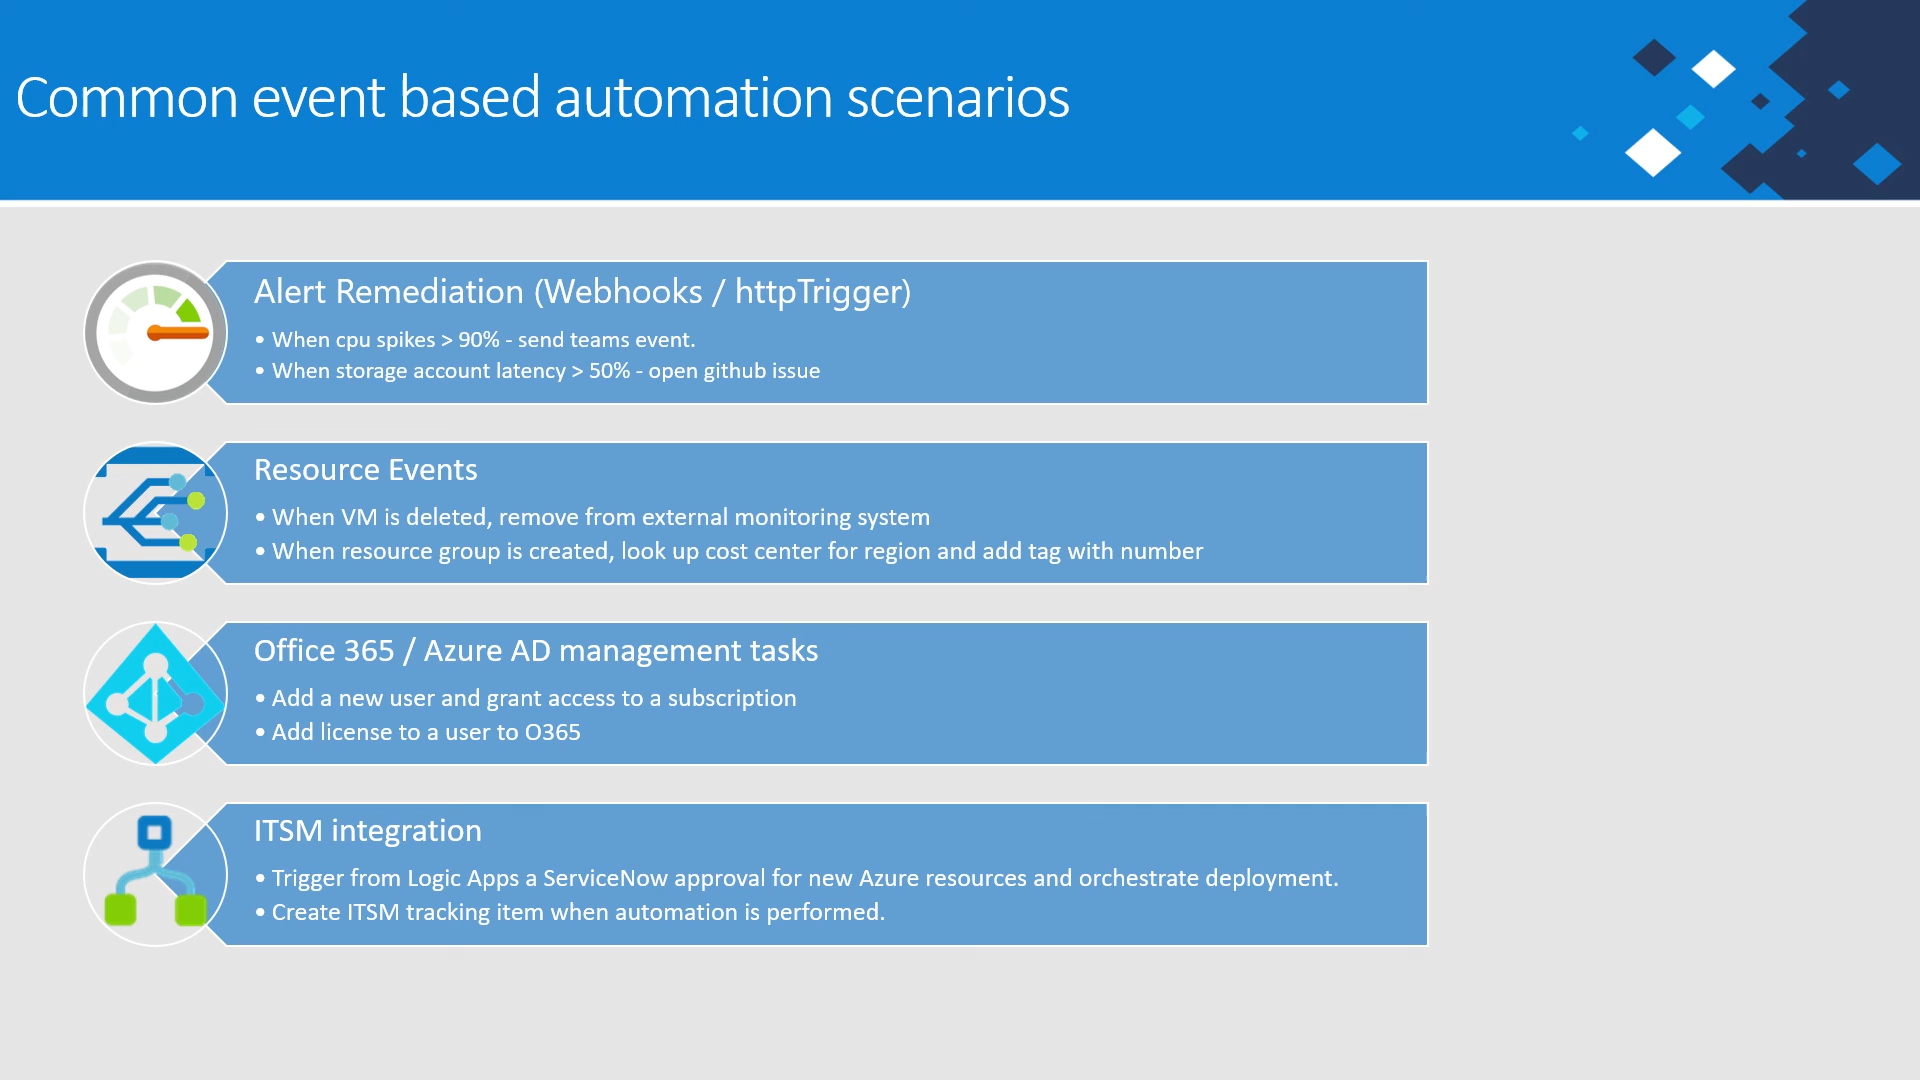 Common event based automation scenarios
Alert Remediation (Webhooks / httpTrigger)
• When cpu spikes > 90% - send teams event.
• When storage account latency > 50% - open github issue
Resource Events
• When VM is deleted, remove from external monitoring system
• When resource group is created, look up cost center for region and add tag with number
Office 365 / Azure AD management tasks
• Add a new user and grant access to a subscription
• Add license to a user to O365
ITSM integration
• Trigger from Logic Apps a ServiceNow approval for new Azure resources and orchestrate deployment.
• Create ITSM tracking item when automation is performed.